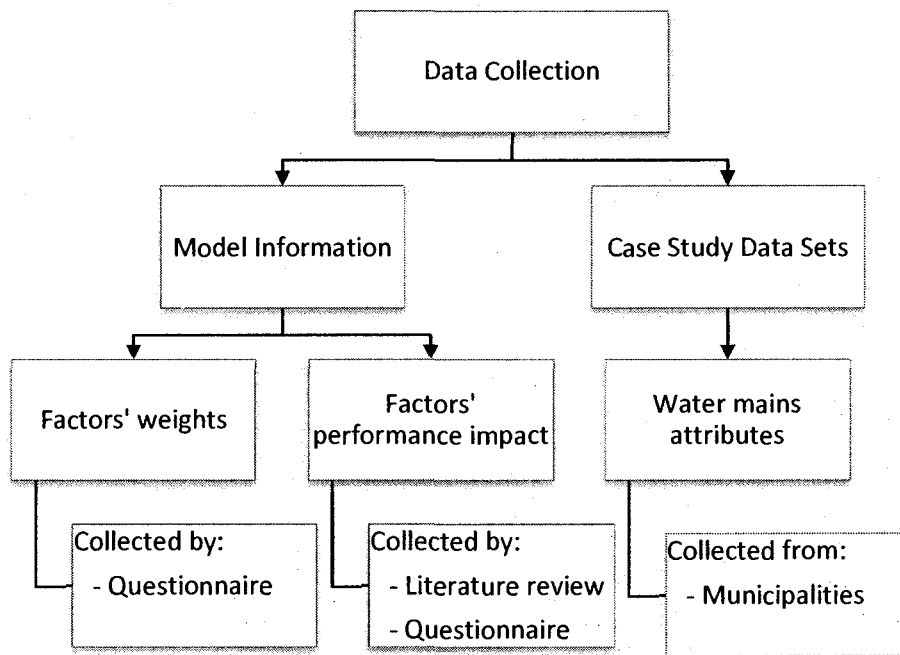 Data Collection
Model Information
Case Study Data Sets
Factors' weights
Factors'
performance impact
Water mains
attributes
Collected by:
- Questionnaire
Collected by:
- Literature review
- Questionnaire
Collected from:
- Municipalities